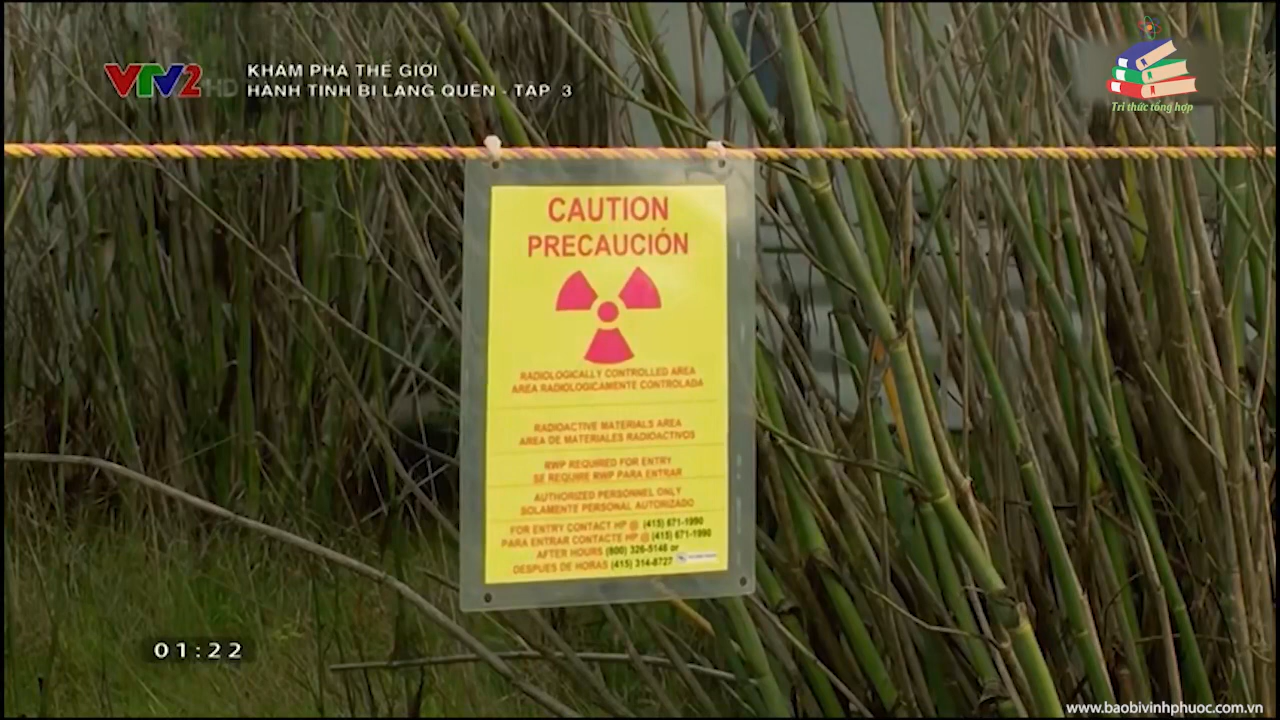 VTV2 HD
KHÁM PHÁ THẾ GIỚI
HÀNH TINH BỊ LÃNG QUÊN - TẬP 3
Tri thức tổng hợp
CAUTION
PRECAUCIÓN
RADIOLOGICALLY CONTROLLED AREA
AREA RADIOLOGICAMENTE CONTROLADA
RADIOACTIVE MATERIALS AREA
AREA DE MATERIALES RADIOACTIVOS
RWP REQUIRED FOR ENTRY
SE REQUIRE RWP PARA ENTRAR
AUTHORIZED PERSONNEL ONLY
SOLAMENTE PERSONAL AUTORIZADO
FOR ENTRY CONTACT HP @ (415) 671-1990
PARA ENTRAR CONTACTE HP @ (415) 671-1990
AFTER HOURS (800) 326-5146 or
DESPUES DE HORAS (415) 314-8727
01:22
www.baobivinhphuoc.com.vn